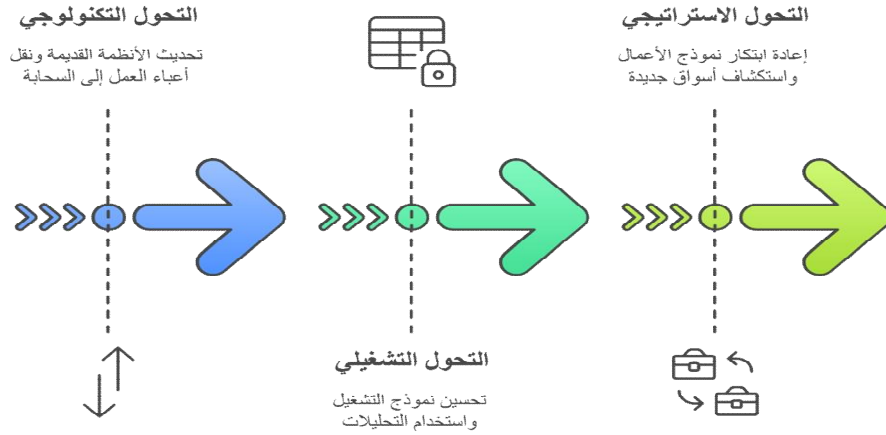 التحول التكنولوجي
تحديث الأنظمة القديمة ونقل
أعباء العمل إلى السحابة
التحول التشغيلي
تحسين نموذج التشغيل
واستخدام التحليلات
التحول الاستراتيجي
إعادة ابتكار نموذج الأعمال
واستكشاف أسواق جديدة